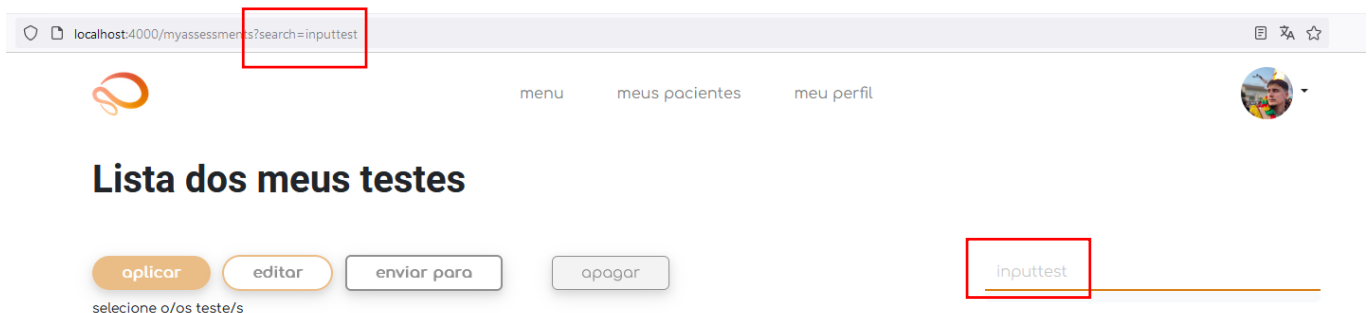 localhost:4000/myassessments?search=inputtest
menu meus pacientes meu perfil
Lista dos meus testes
aplicar editar enviar para apagar inputtest
selecione o/os teste/s